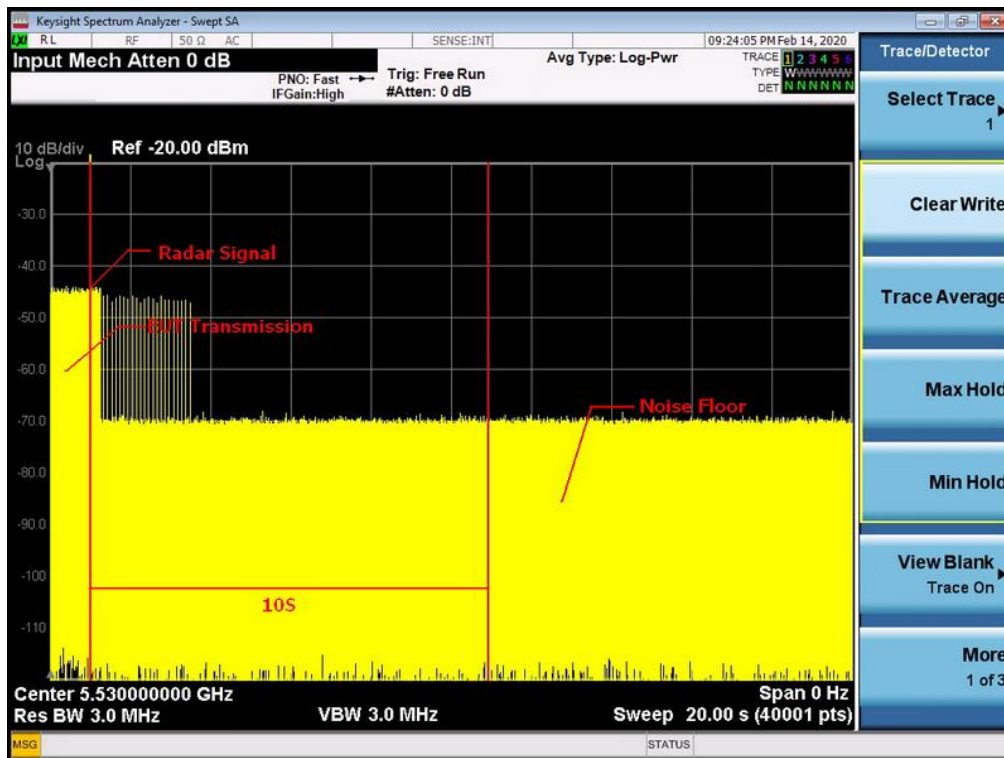 Keysight Spectrum Analyzer - Swept SA
LXI RL RF 50 Ω AC SENSE:INT 09:24:05 PM Feb 14, 2020
Input Mech Atten 0 dB
PNO: Fast
IFGain:High
Trig: Free Run
#Atten: 0 dB
Avg Type: Log-Pwr
TRACE 1 2 3 4 5 6
TYPE WWWWWW
DET N N N N N N
10 dB/div
Log
Ref -20.00 dBm
-30.0
-40.0
-50.0
-60.0
-70.0
-80.0
-90.0
-100
-110
Radar Signal
EUT Transmission
Noise Floor
10S
Center 5.530000000 GHz
Span 0 Hz
Res BW 3.0 MHz
VBW 3.0 MHz
Sweep 20.00 s (40001 pts)
MSG
STATUS
Trace/Detector
Select Trace
1
Clear Write
Trace Average
Max Hold
Min Hold
View Blank
Trace On
More
1 of 3